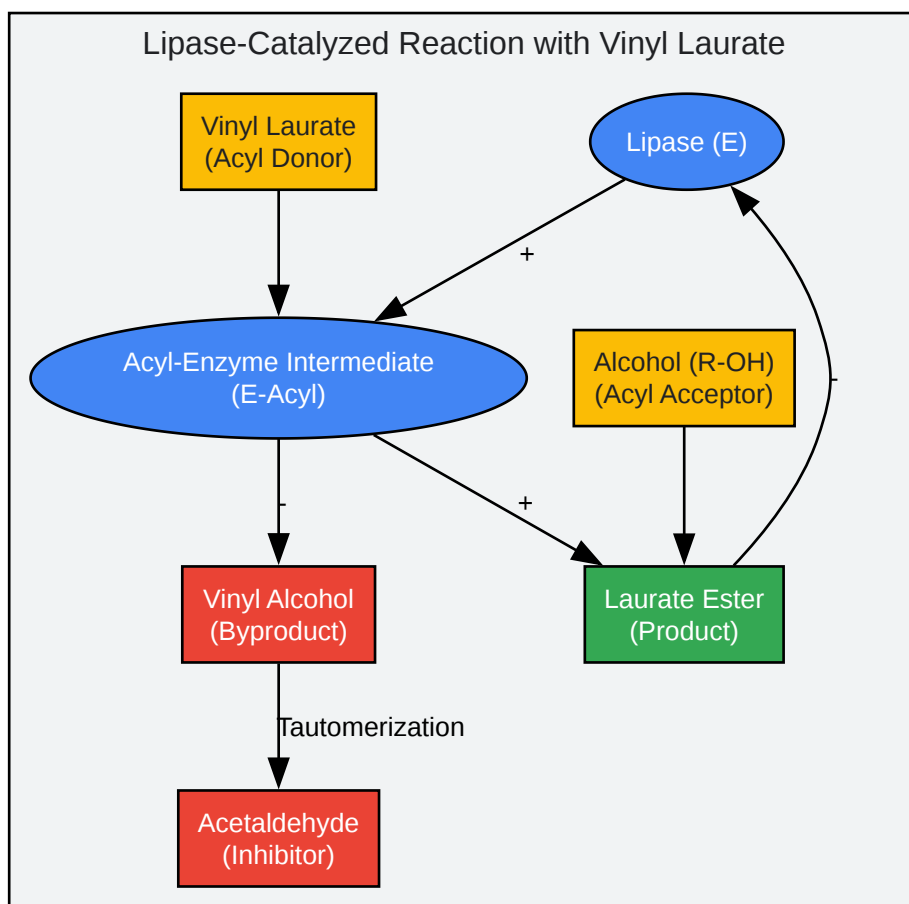 Lipase-Catalyzed Reaction with Vinyl Laurate
Vinyl Laurate
(Acyl Donor)
Lipase (E)
+
Acyl-Enzyme Intermediate
(E-Acyl)
Alcohol (R-OH)
(Acyl Acceptor)
-
-
+
Vinyl Alcohol
(Byproduct)
Laurate Ester
(Product)
Tautomerization
Acetaldehyde
(Inhibitor)